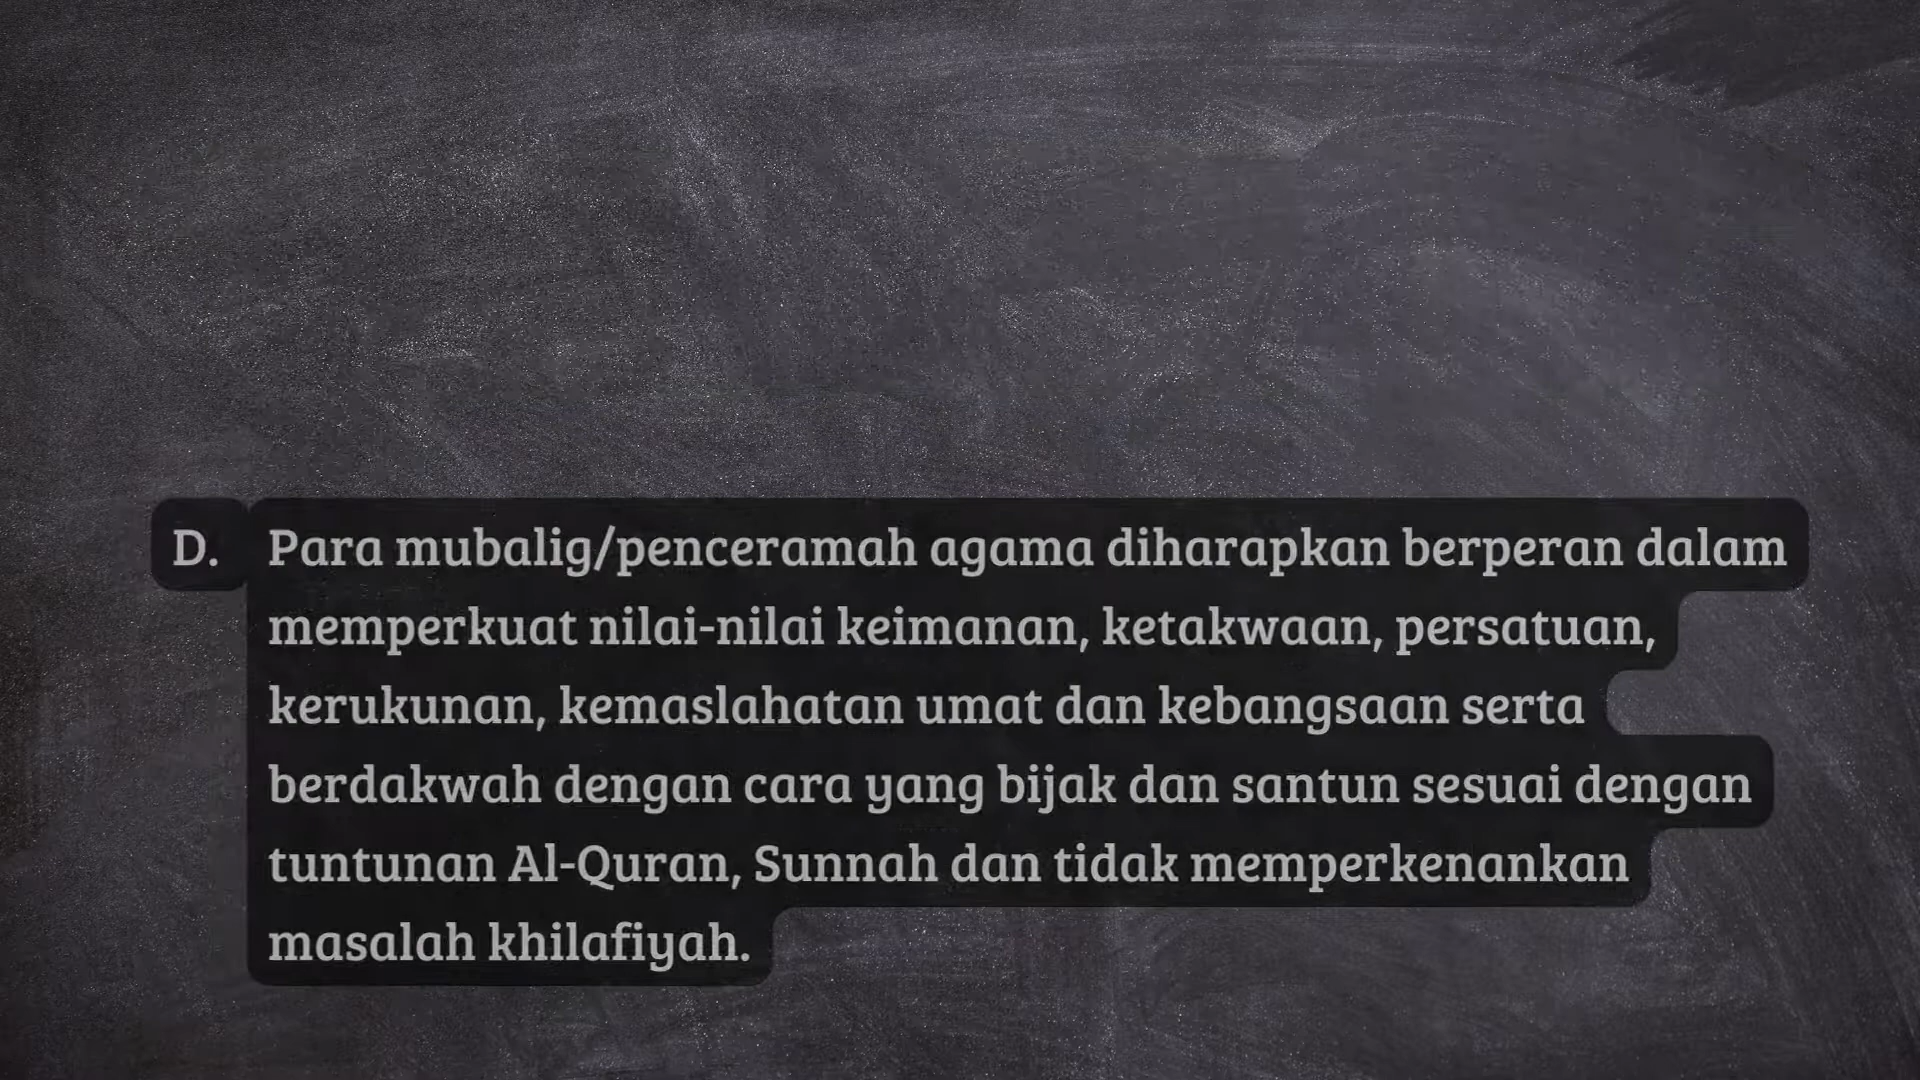 D. Para mubalig/penceramah agama diharapkan berperan dalam
memperkuat nilai-nilai keimanan, ketakwaan, persatuan,
kerukunan, kemaslahatan umat dan kebangsaan serta
berdakwah dengan cara yang bijak dan santun sesuai dengan
tuntunan Al-Quran, Sunnah dan tidak memperkenankan
masalah khilafiyah.